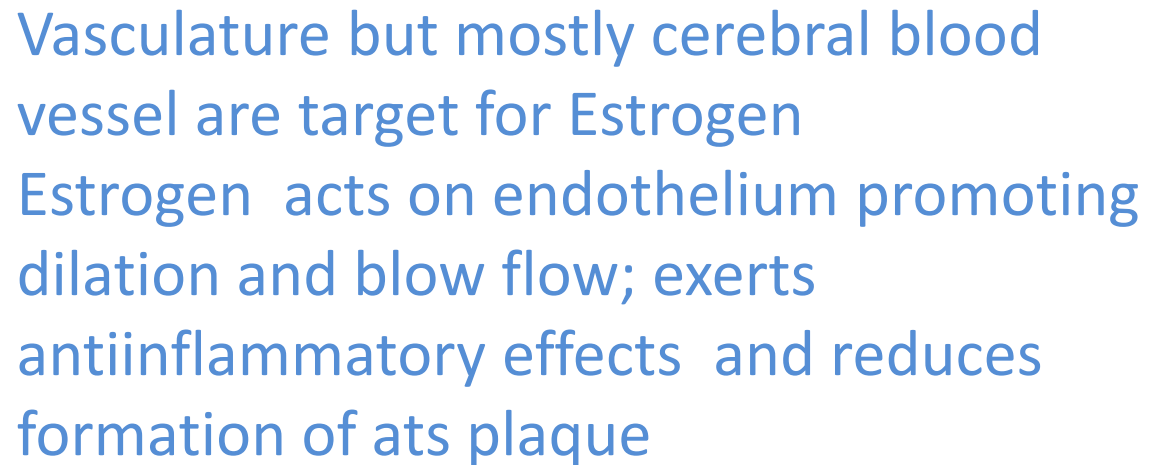 Vasculature but mostly cerebral blood
vessel are target for Estrogen
Estrogen  acts on endothelium promoting
dilation and blow flow; exerts
antiinflammatory effects  and reduces
formation of ats plaque